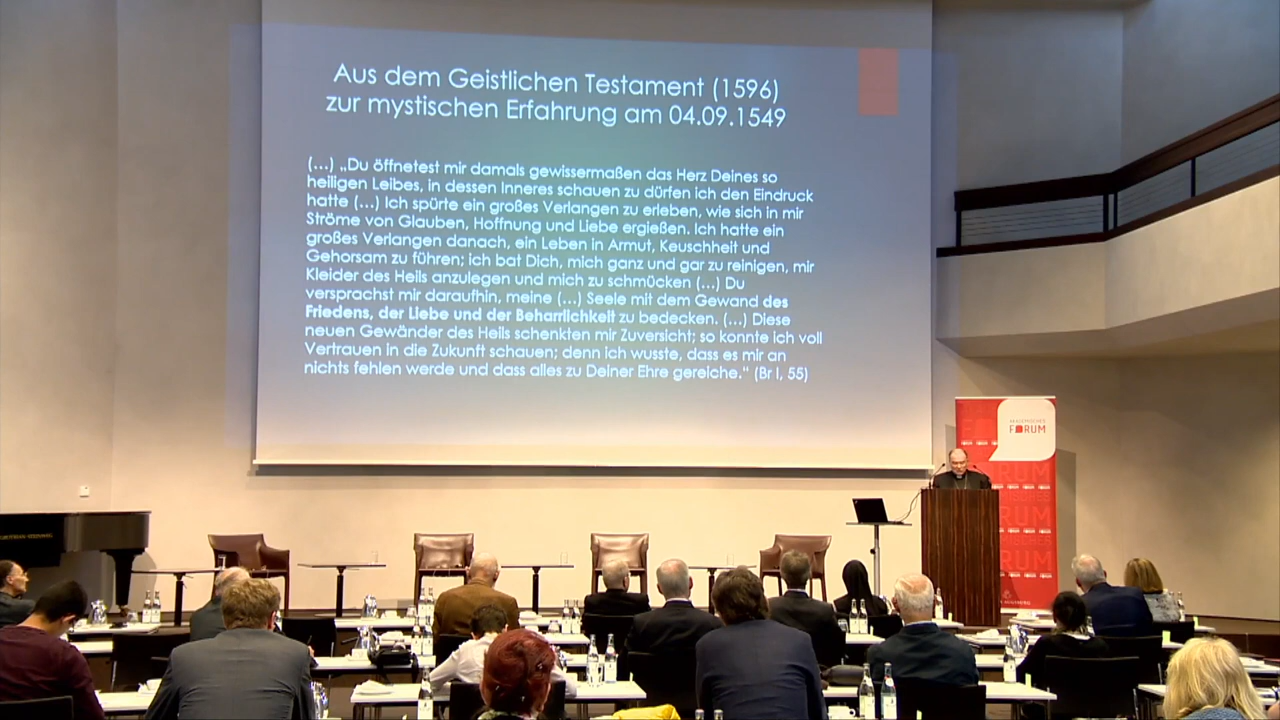 Aus dem Geistlichen Testament (1596)
zur mystischen Erfahrung am 04.09.1549
(...) „Du öffnetest mir damals gewissermaßen das Herz Deines so
heiligen Leibes, in dessen Inneres schauen zu dürfen ich den Eindruck
hatte (...) Ich spürte ein großes Verlangen zu erleben, wie sich in mir
Ströme von Glauben, Hoffnung und Liebe ergießen. Ich hatte ein
großes Verlangen danach, ein Leben in Armut, Keuschheit und
Gehorsam zu führen; ich bat Dich, mich ganz und gar zu reinigen, mir
Kleider des Heils anzulegen und mich zu schmücken (...) Du
versprachst mir daraufhin, meine (...) Seele mit dem Gewand des
Friedens, der Liebe und der Beharrlichkeit zu bedecken. (...) Diese
neuen Gewänder des Heils schenkten mir Zuversicht; so konnte ich voll
Vertrauen in die Zukunft schauen; denn ich wusste, dass es mir an
nichts fehlen werde und dass alles zu Deiner Ehre gereiche.“ (Br I, 55)
AKADEMISCHES
FORUM